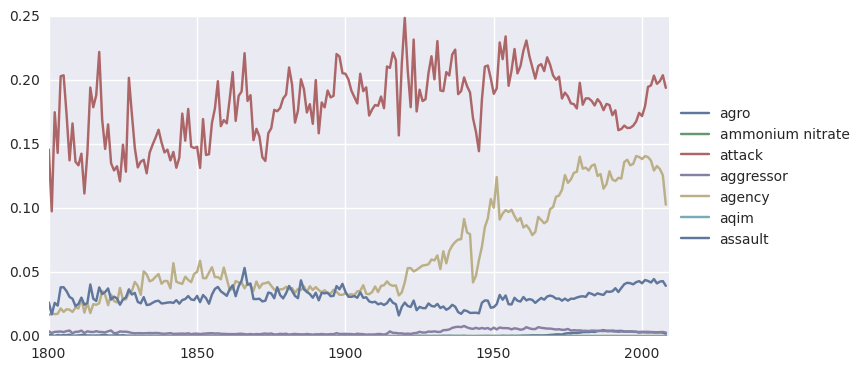 0.25
0.20
0.15
0.10
0.05
0.00
1800
1850
1900
1950
2000
agro
ammonium nitrate
attack
aggressor
agency
aqim
assault